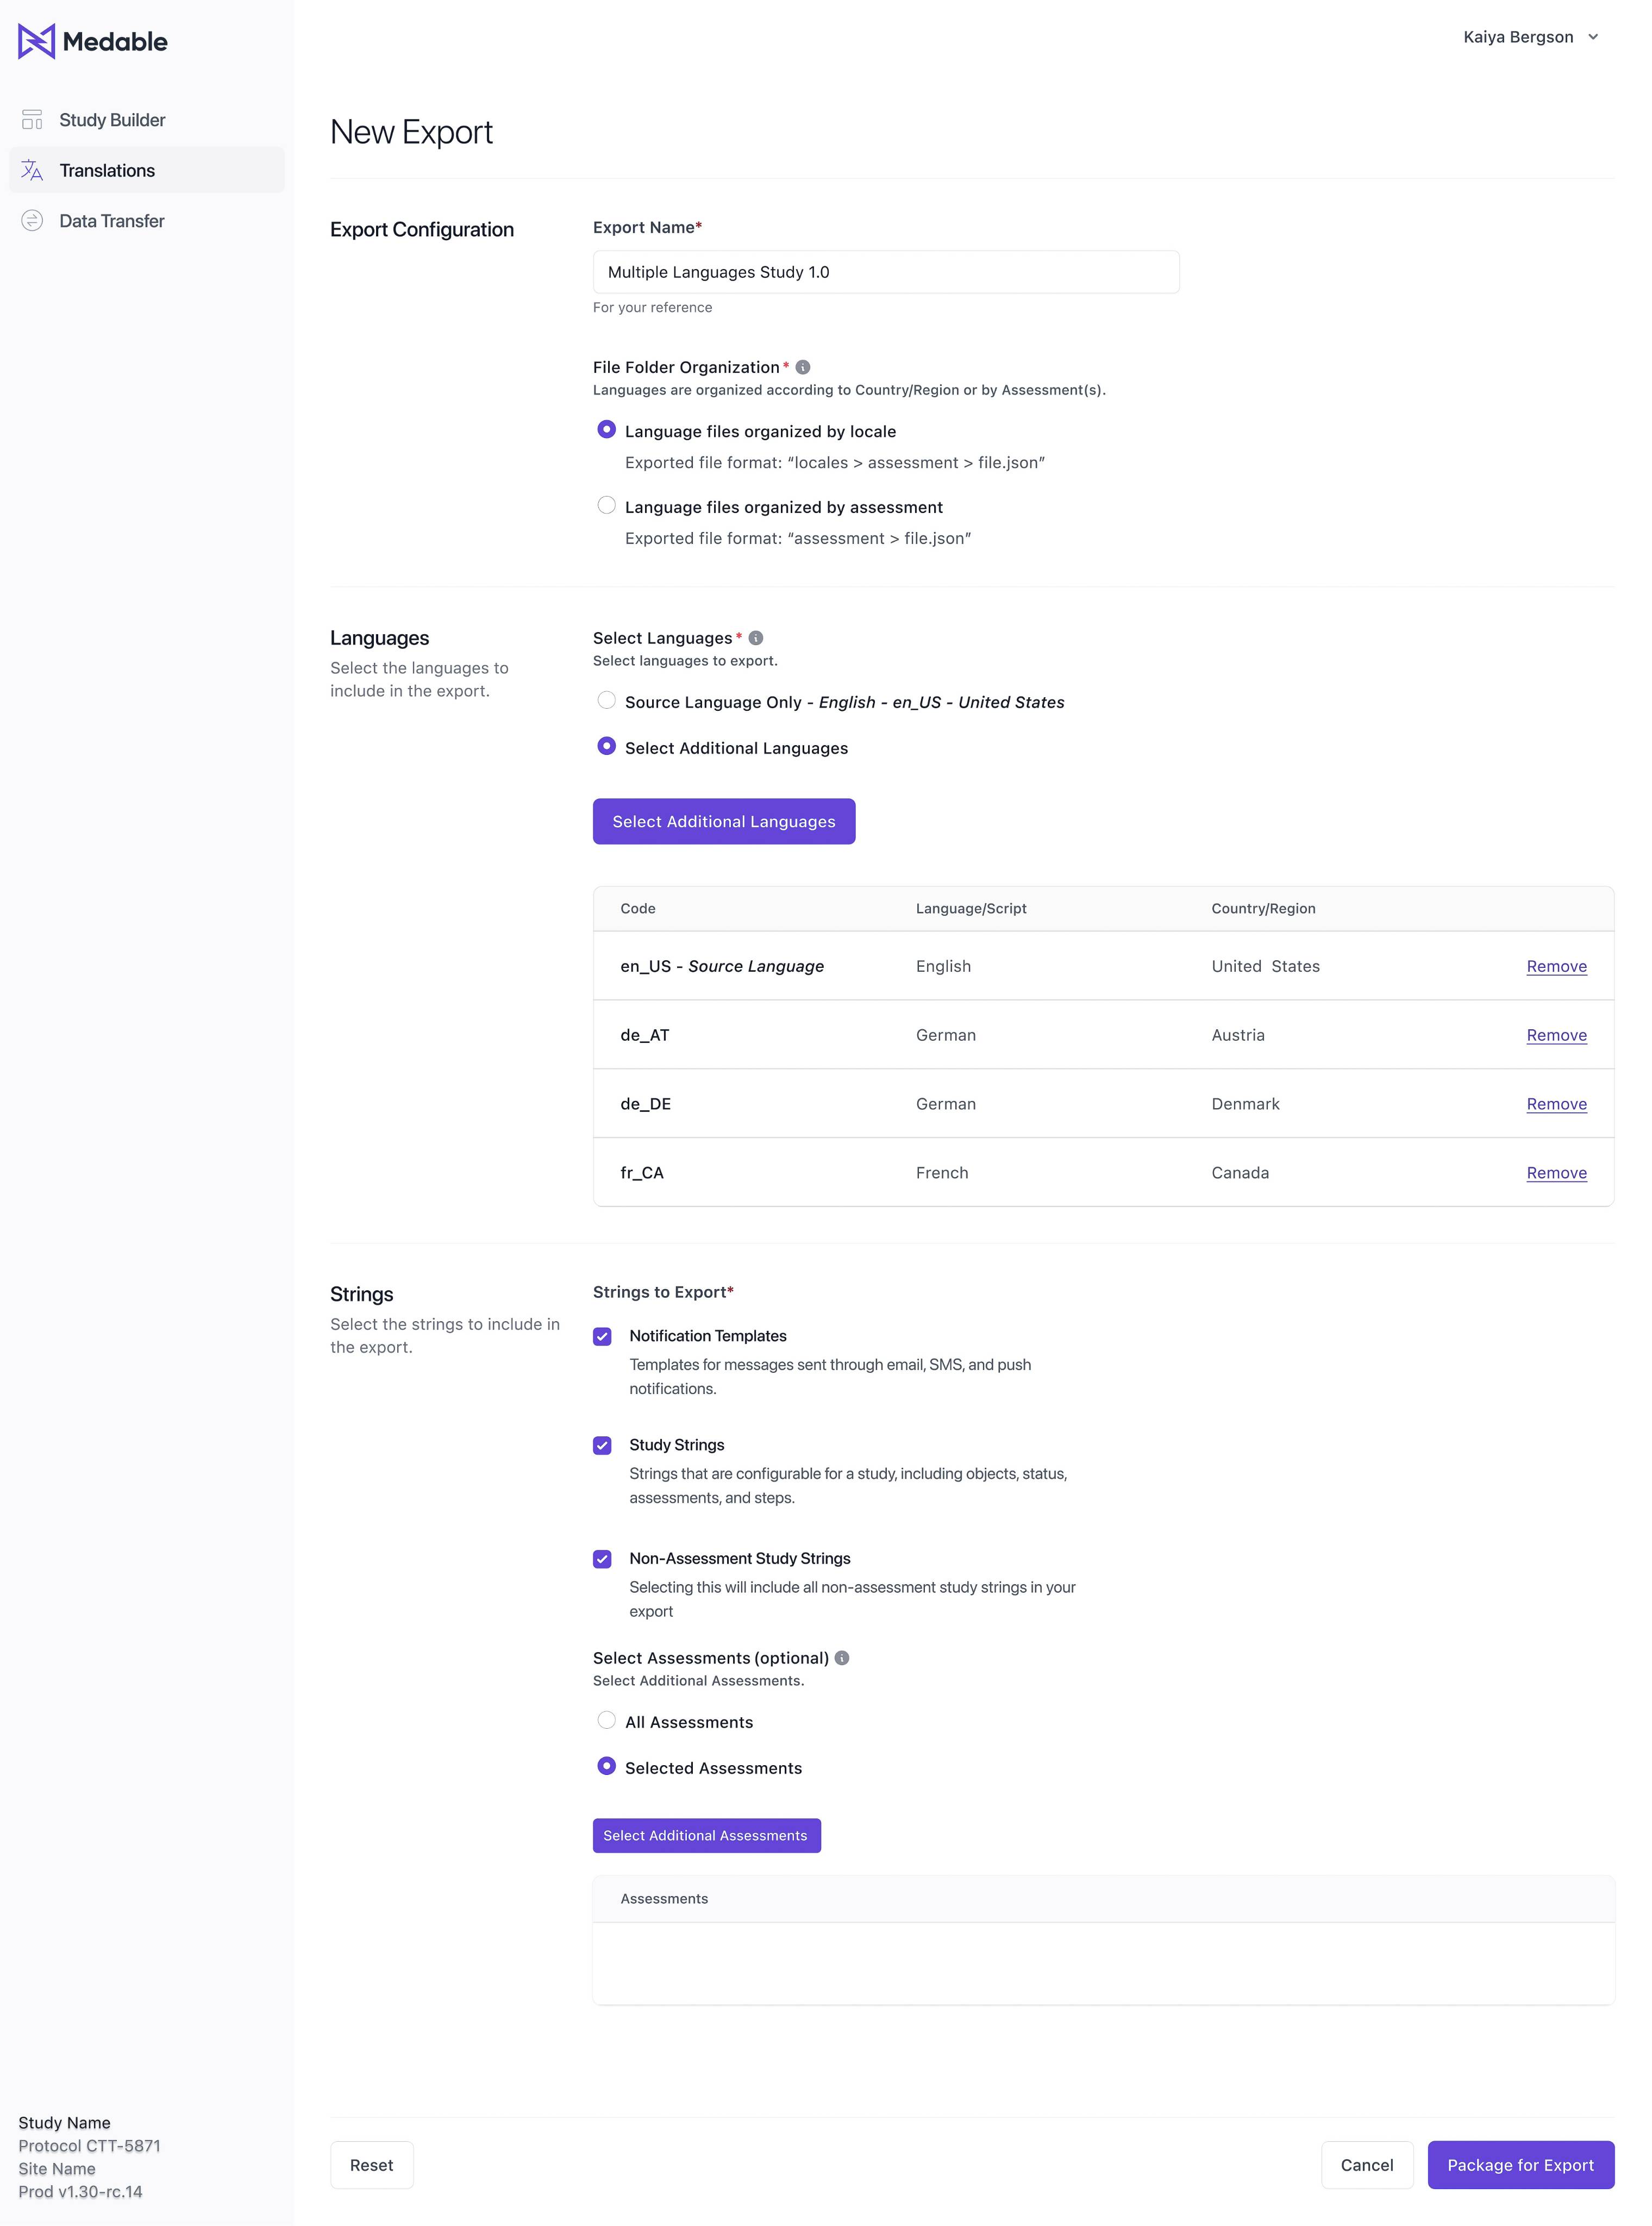 Medable
Kaiya Bergson
Study Builder
Translations
Data Transfer
New Export
Export Configuration
Export Name*
Multiple Languages Study 1.0
For your reference
File Folder Organization*
Languages are organized according to Country/Region or by Assessment(s).
Language files organized by locale
Exported file format: “locales > assessment > file.json”
Language files organized by assessment
Exported file format: “assessment > file.json”
Languages
Select the languages to
include in the export.
Select Languages*
Select languages to export.
Source Language Only - English - en_US - United States
Select Additional Languages
Select Additional Languages
Code Language/Script Country/Region
en_US - Source Language English United States Remove
de_AT German Austria Remove
de_DE German Denmark Remove
fr_CA French Canada Remove
Strings
Select the strings to include in
the export.
Strings to Export*
Notification Templates
Templates for messages sent through email, SMS, and push
notifications.
Study Strings
Strings that are configurable for a study, including objects, status,
assessments, and steps.
Non-Assessment Study Strings
Selecting this will include all non-assessment study strings in your
export
Select Assessments (optional)
Select Additional Assessments.
All Assessments
Selected Assessments
Select Additional Assessments
Assessments
Study Name
Protocol CTT-5871
Site Name
Prod v1.30-rc.14
Reset
Cancel
Package for Export